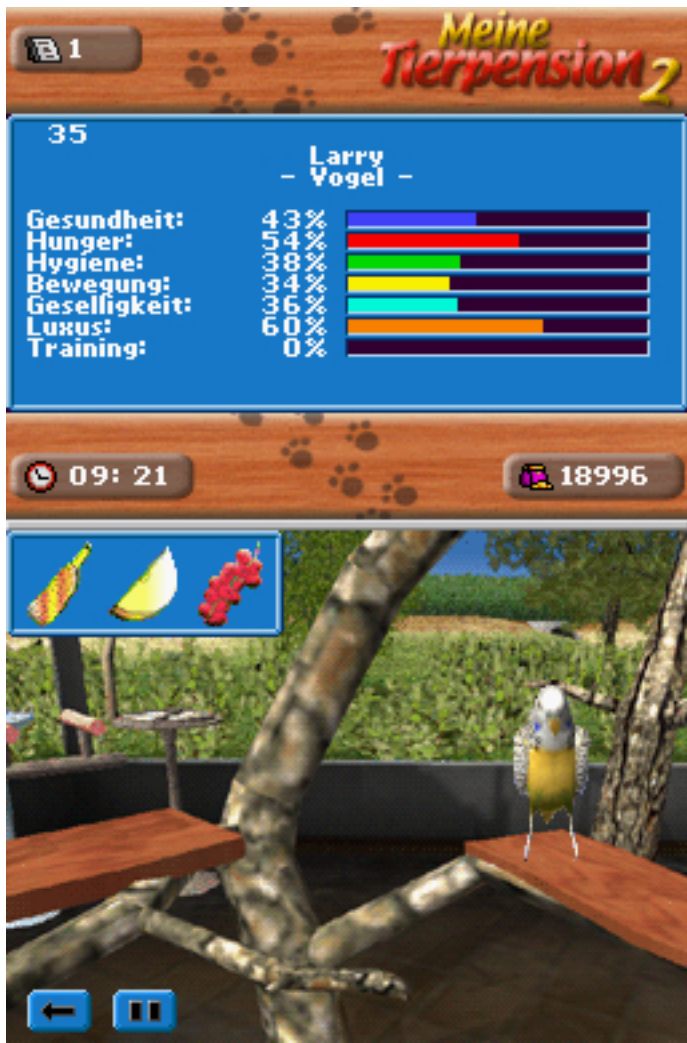 1
Meine
Tierpension 2
35
Larry
- Vogel -
Gesundheit: 43%
Hunger: 54%
Hygiene: 38%
Bewegung: 34%
Geselligkeit: 36%
Luxus: 60%
Training: 0%
09: 21
18996